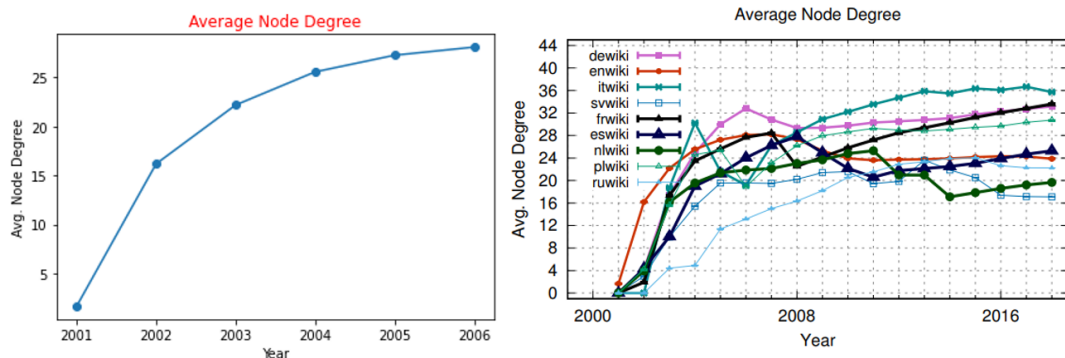 Average Node Degree
Avg. Node Degree
25
20
15
10
5
2001 2002 2003 2004 2005 2006
Year
Average Node Degree
Avg. Node Degree
44
40
36
32
28
24
20
16
12
8
4
0
dewiki
enwiki
itwiki
svwiki
frwiki
eswiki
nlwiki
plwiki
ruwiki
2000 2008 2016
Year